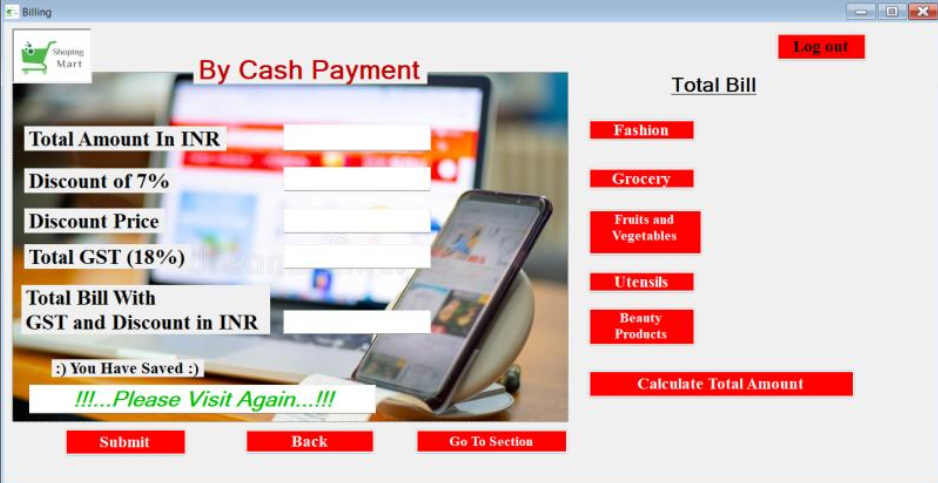 Billing
Shoping
Mart
By Cash Payment
Log out
Total Bill
Total Amount In INR
Discount of 7%
Discount Price
Total GST (18%)
Total Bill With
GST and Discount in INR
:) You Have Saved :)
!!!...Please Visit Again...!!!
Submit
Back
Go To Section
Fashion
Grocery
Fruits and
Vegetables
Utensils
Beauty
Products
Calculate Total Amount